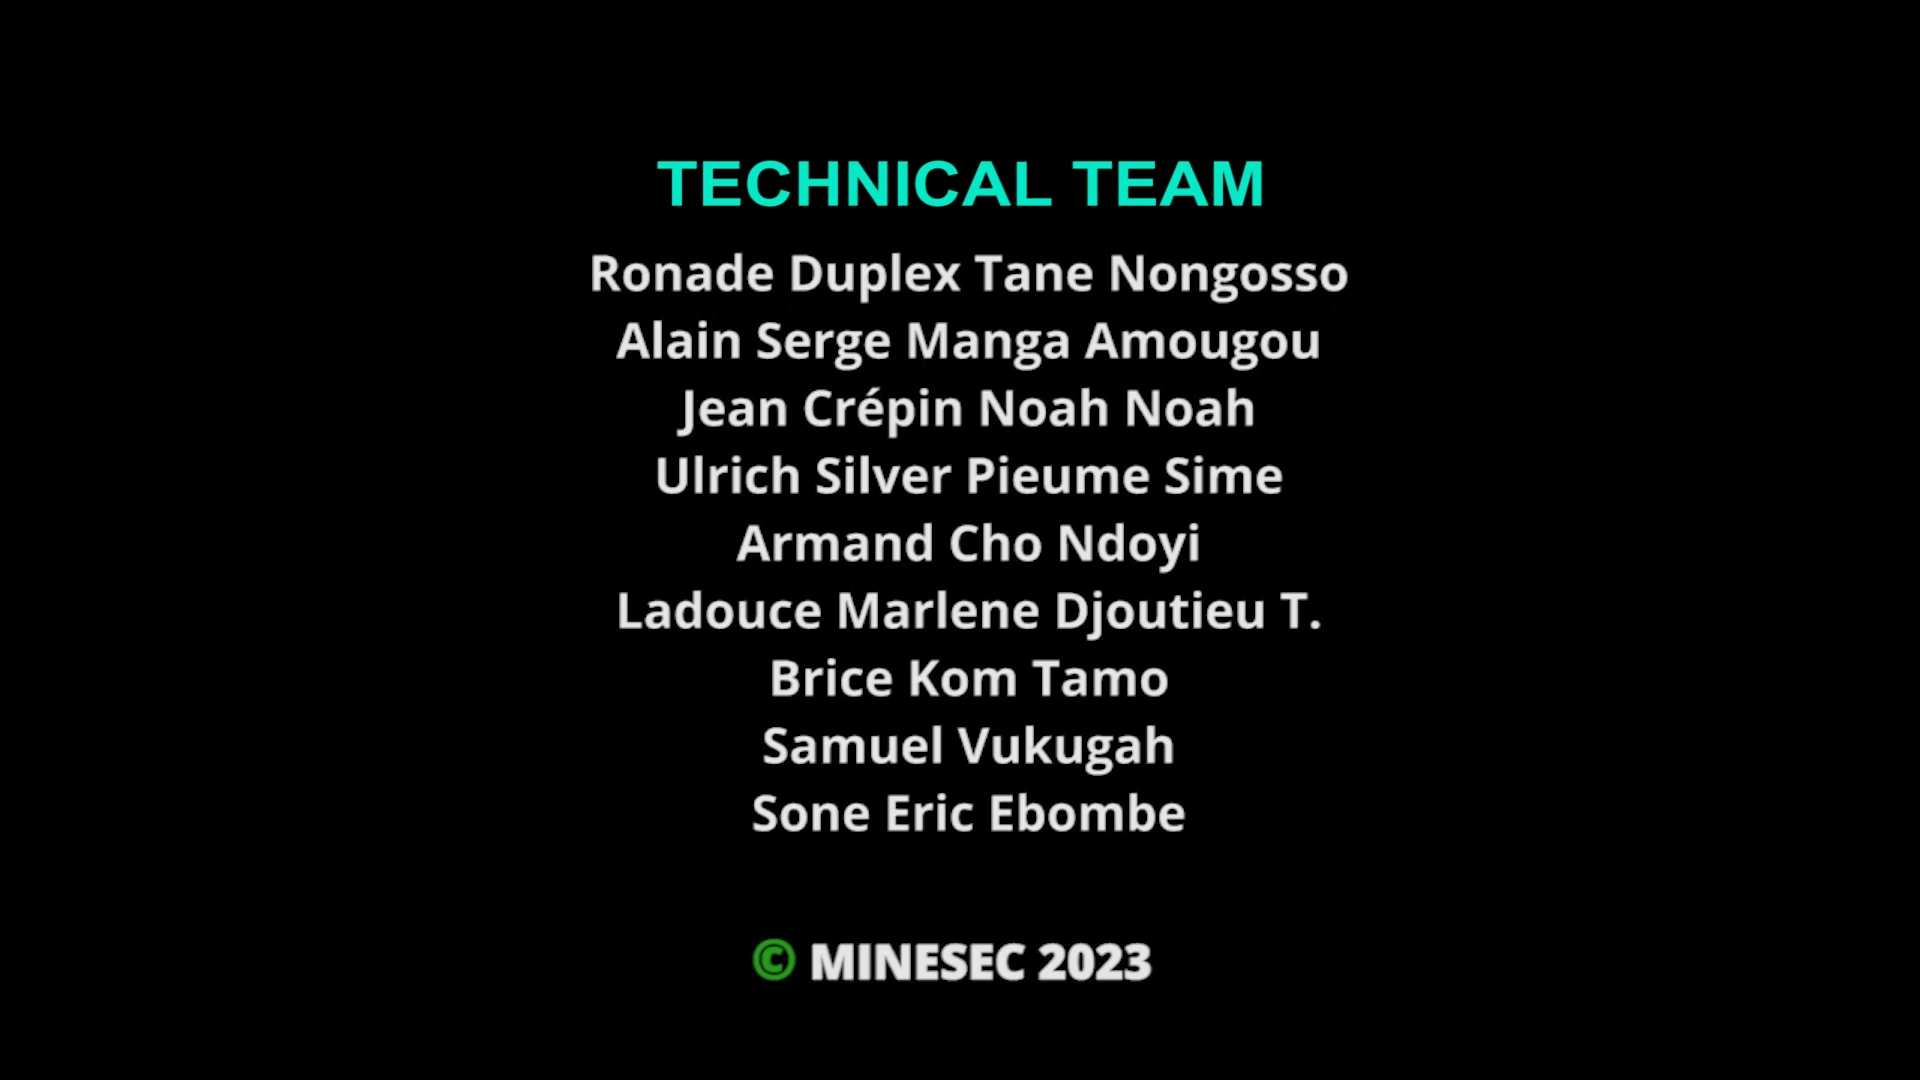 TECHNICAL TEAM
Ronade Duplex Tane Nongosso
Alain Serge Manga Amougou
Jean Crépin Noah Noah
Ulrich Silver Pieume Sime
Armand Cho Ndoyi
Ladouce Marlene Djoutieu T.
Brice Kom Tamo
Samuel Vukugah
Sone Eric Ebombe
© MINESEC 2023